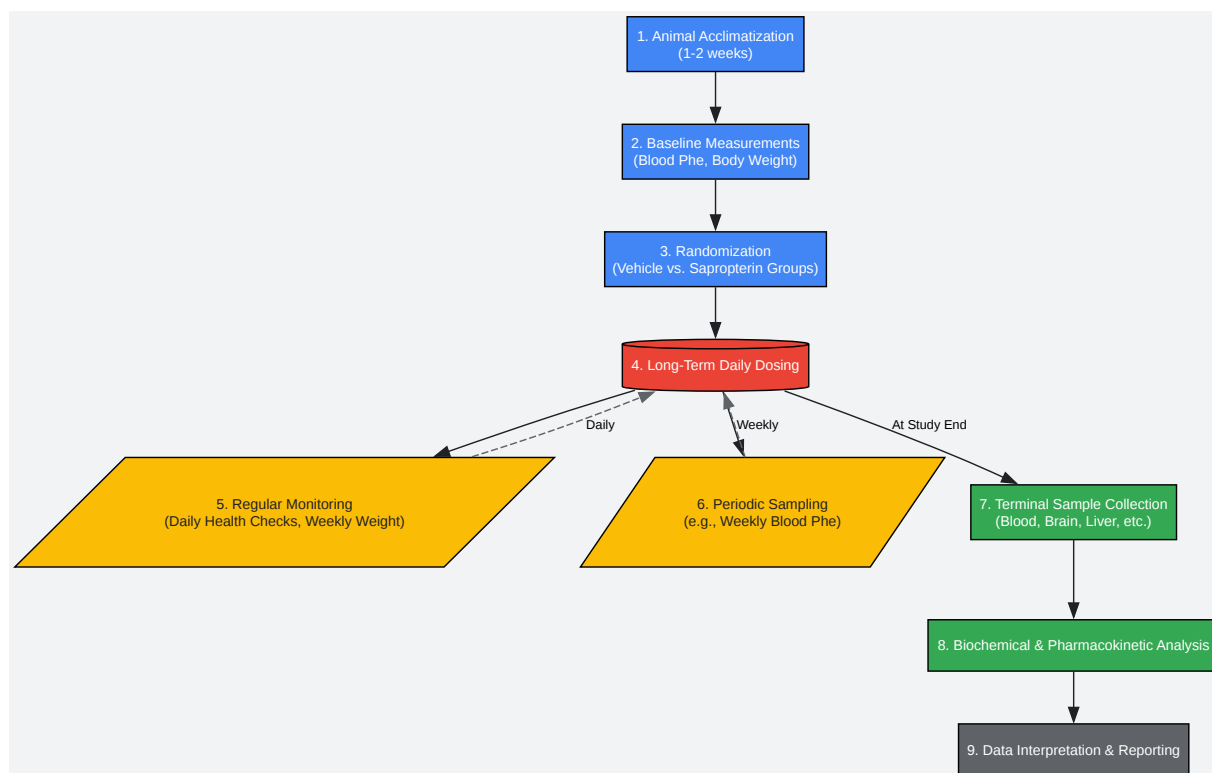 1. Animal Acclimatization
(1-2 weeks)
2. Baseline Measurements
(Blood Phe, Body Weight)
3. Randomization
(Vehicle vs. Sapropterin Groups)
4. Long-Term Daily Dosing
Daily
Weekly
At Study End
5. Regular Monitoring
(Daily Health Checks, Weekly Weight)
6. Periodic Sampling
(e.g., Weekly Blood Phe)
7. Terminal Sample Collection
(Blood, Brain, Liver, etc.)
8. Biochemical & Pharmacokinetic Analysis
9. Data Interpretation & Reporting